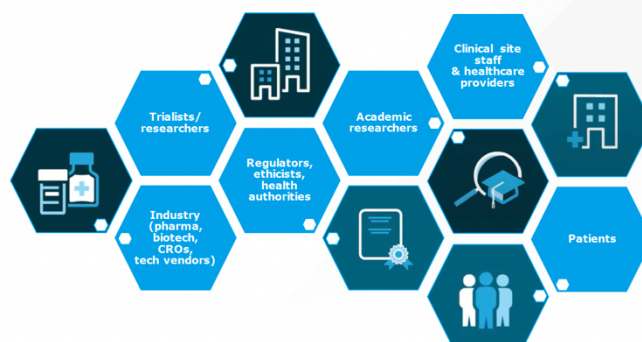 Clinical site
staff
& healthcare
providers
Trialists/
researchers
Academic
researchers
Regulators,
ethicists,
health
authorities
Industry
(pharma,
biotech,
CROs,
tech vendors)
Patients